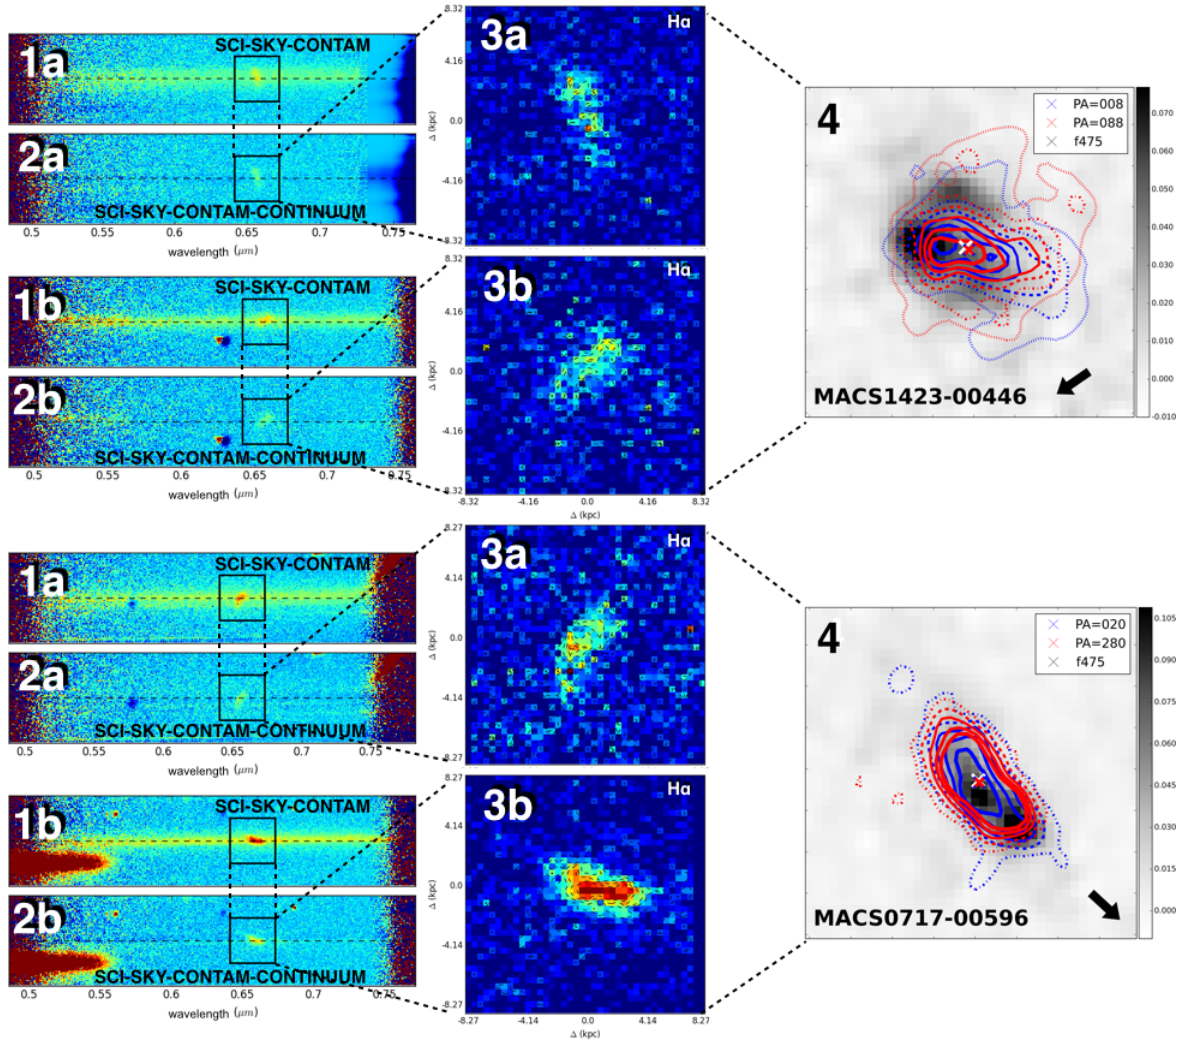 1a
SCI-SKY-CONTAM
2a
SCI-SKY-CONTAM-CONTINUUM
0.5 0.55 0.6 0.65 0.7 0.75
wavelength (μm)
1b
SCI-SKY-CONTAM
2b
SCI-SKY-CONTAM-CONTINUUM
0.5 0.55 0.6 0.65 0.7 0.75
wavelength (μm)
3a
Hα
8.32
4.16
0.0
-4.16
-8.32
Δ (kpc)
3b
Hα
8.32
4.16
0.0
-4.16
-8.32
Δ (kpc)
-8.32 -4.16 0.0 4.16 8.32
Δ (kpc)
4
PA=008
PA=088
f475
MACS1423-00446
0.070
0.060
0.050
0.040
0.030
0.020
0.010
0.000
-0.010
1a
SCI-SKY-CONTAM
2a
SCI-SKY-CONTAM-CONTINUUM
0.5 0.55 0.6 0.65 0.7 0.75
wavelength (μm)
1b
SCI-SKY-CONTAM
2b
SCI-SKY-CONTAM-CONTINUUM
0.5 0.55 0.6 0.65 0.7 0.75
wavelength (μm)
3a
Hα
8.27
4.14
0.0
-4.14
-8.27
Δ (kpc)
3b
Hα
8.27
4.14
0.0
-4.14
-8.27
Δ (kpc)
-8.27 -4.14 0.0 4.14 8.27
Δ (kpc)
4
PA=020
PA=280
f475
MACS0717-00596
0.105
0.090
0.075
0.060
0.045
0.030
0.015
0.000